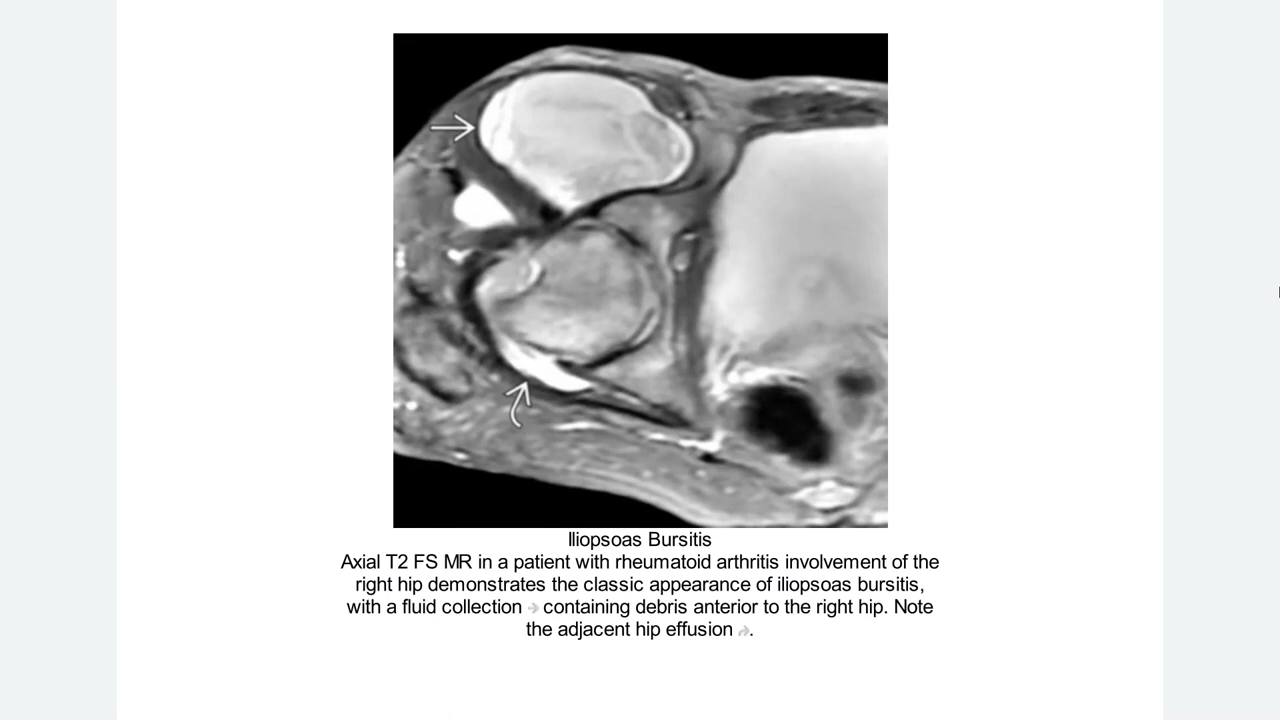 Iliopsoas Bursitis
Axial T2 FS MR in a patient with rheumatoid arthritis involvement of the
right hip demonstrates the classic appearance of iliopsoas bursitis,
with a fluid collection containing debris anterior to the right hip. Note
the adjacent hip effusion .